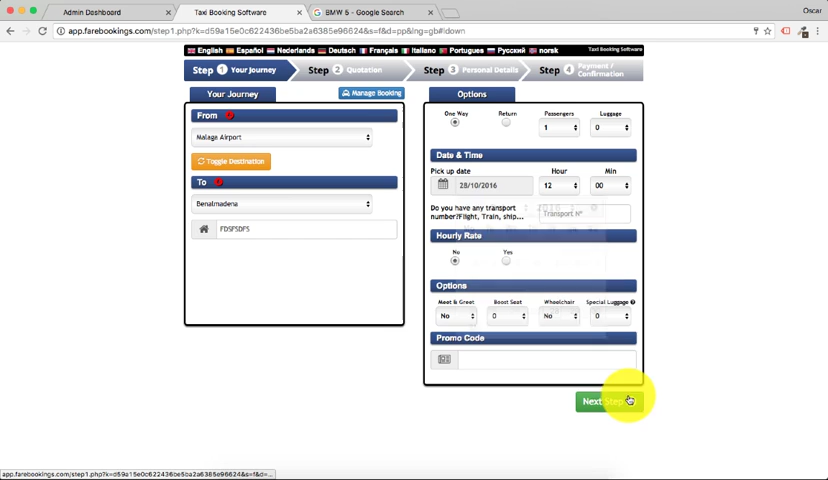 Admin Dashboard
Taxi Booking Software
BMW 5 - Google Search
Oscar
app.farebookings.com/step1.php?k=d59a15e0c622436a2bab2a6385e96624&d=pp&lng=gb#!down
English Español Nederlands Deutsch Français Italiano Portugues Русский norsk
Taxi Booking Software
Step 1 Your Journey
Step 2 Quotation
Step 3 Personal Details
Step 4 Payment / Confirmation
Your Journey
Manage Booking
From
Malaga Airport
Toggle Destination
To
Benalmadena
FDSFSDFS
Options
One Way Return Passengers Luggage
1 0
Date & Time
Pick up date Hour Min
28/10/2016 12 00
Do you have any transport
number?Flight, Train, ship...
Transport Nº
Hourly Rate
No Yes
Options
Meet & Greet Boost Seat Wheelchair Special Luggage
No 0 No 0
Promo Code
Next Step
app.farebookings.com/step1.php?k=d59a15e0c622436a2bab2a6385e96624&s=f&d=...